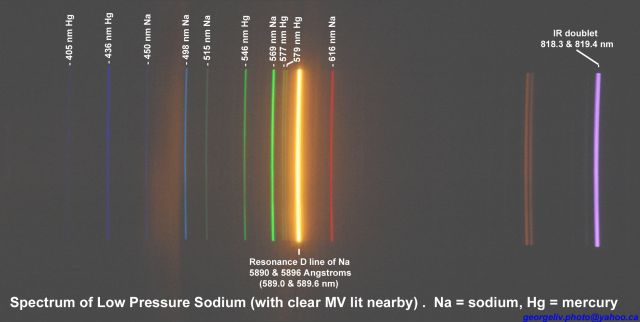 - 405 nm Hg
- 436 nm Hg
- 450 nm Na
- 498 nm Na
- 515 nm Na
- 546 nm Hg
- 569 nm Na
- 577 nm Hg
579 nm Hg
- 616 nm Na
IR doublet
818.3 & 819.4 nm
Resonance D line of Na
5890 & 5896 Angstroms
(589.0 & 589.6 nm)
Spectrum of Low Pressure Sodium (with clear MV lit nearby) . Na = sodium, Hg = mercury
georgeliv.photo@yahoo.ca